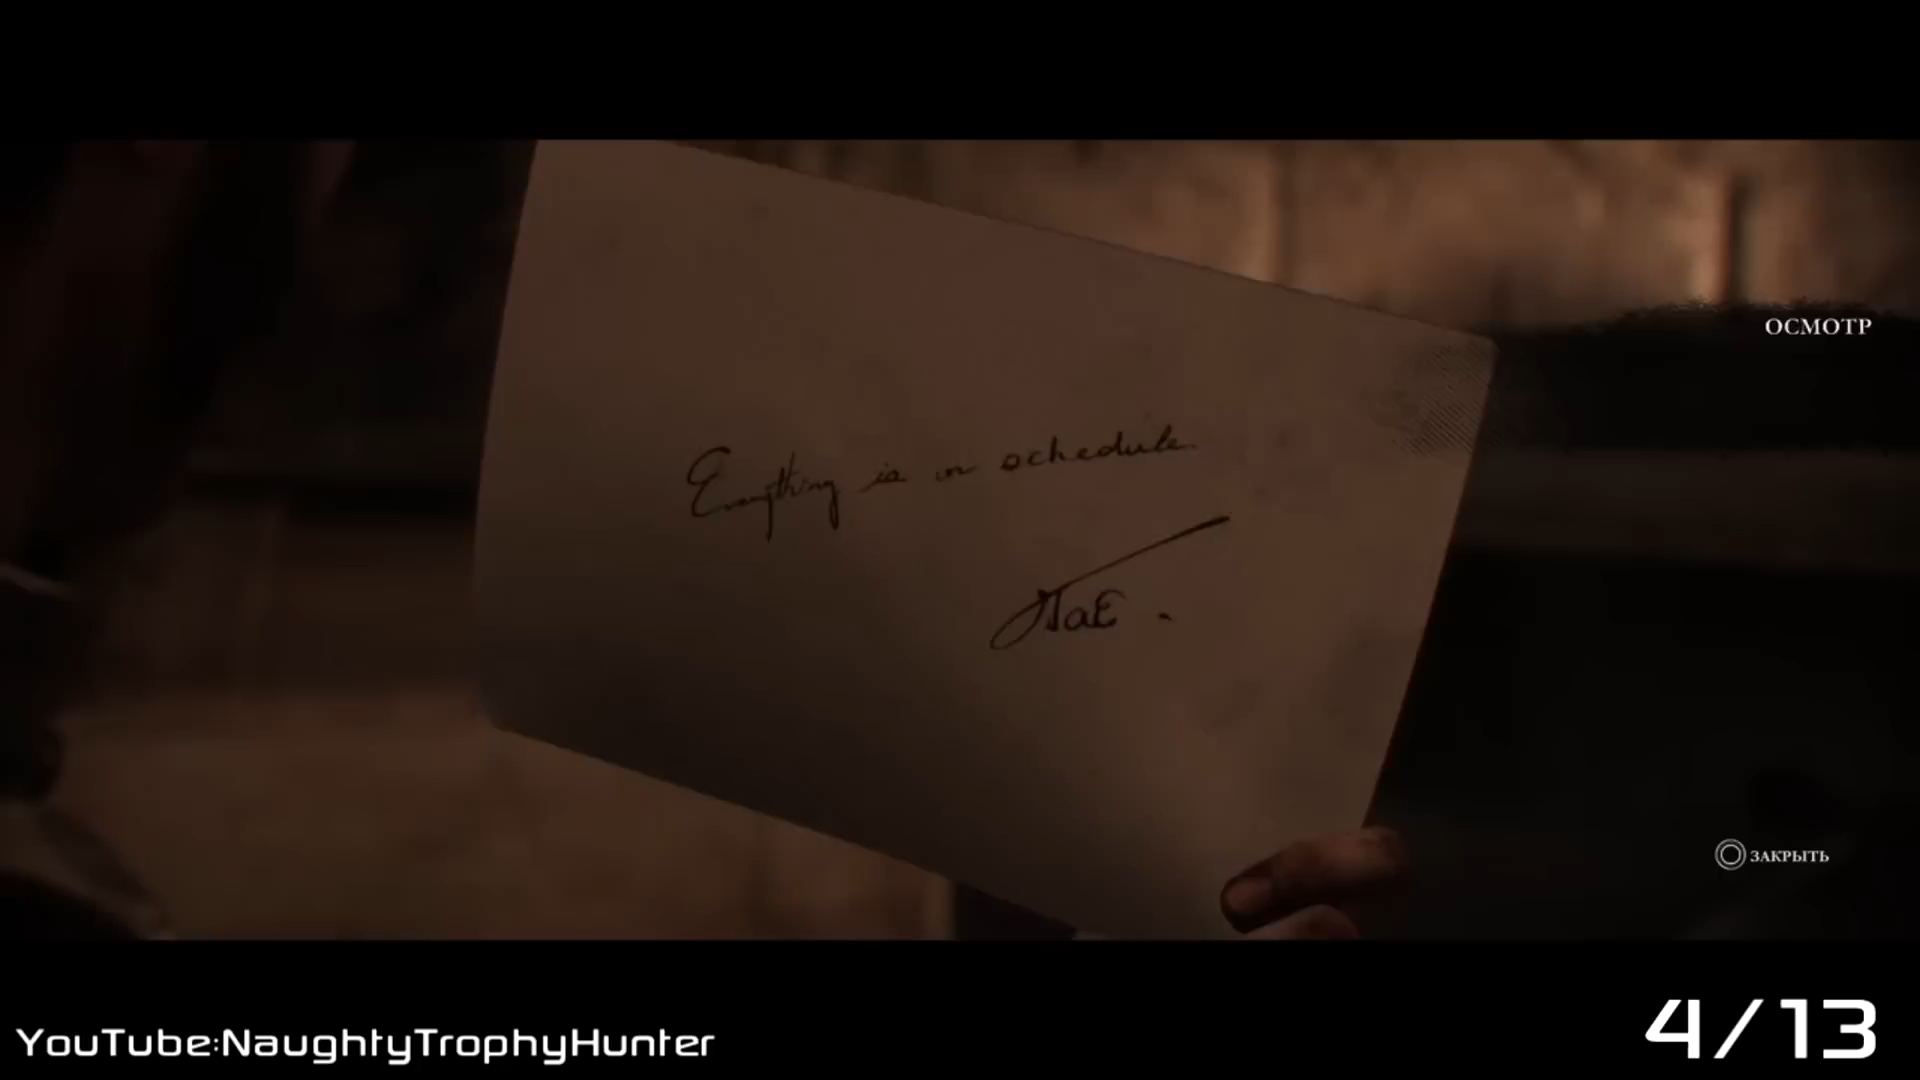 Everything is on schedule.
ОСМОТР
ЗАКРЫТЬ
YouTube:NaughtyTrophyHunter
4/13